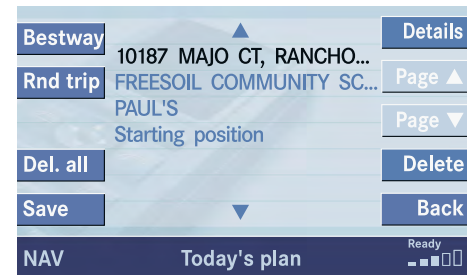 Bestway
Rnd trip
Del. all
Save
10187 MAJO CT, RANCHO...
FREESOIL COMMUNITY SC...
PAUL'S
Starting position
Details
Page ▲
Page ▼
Delete
Back
NAV
Today's plan
Ready